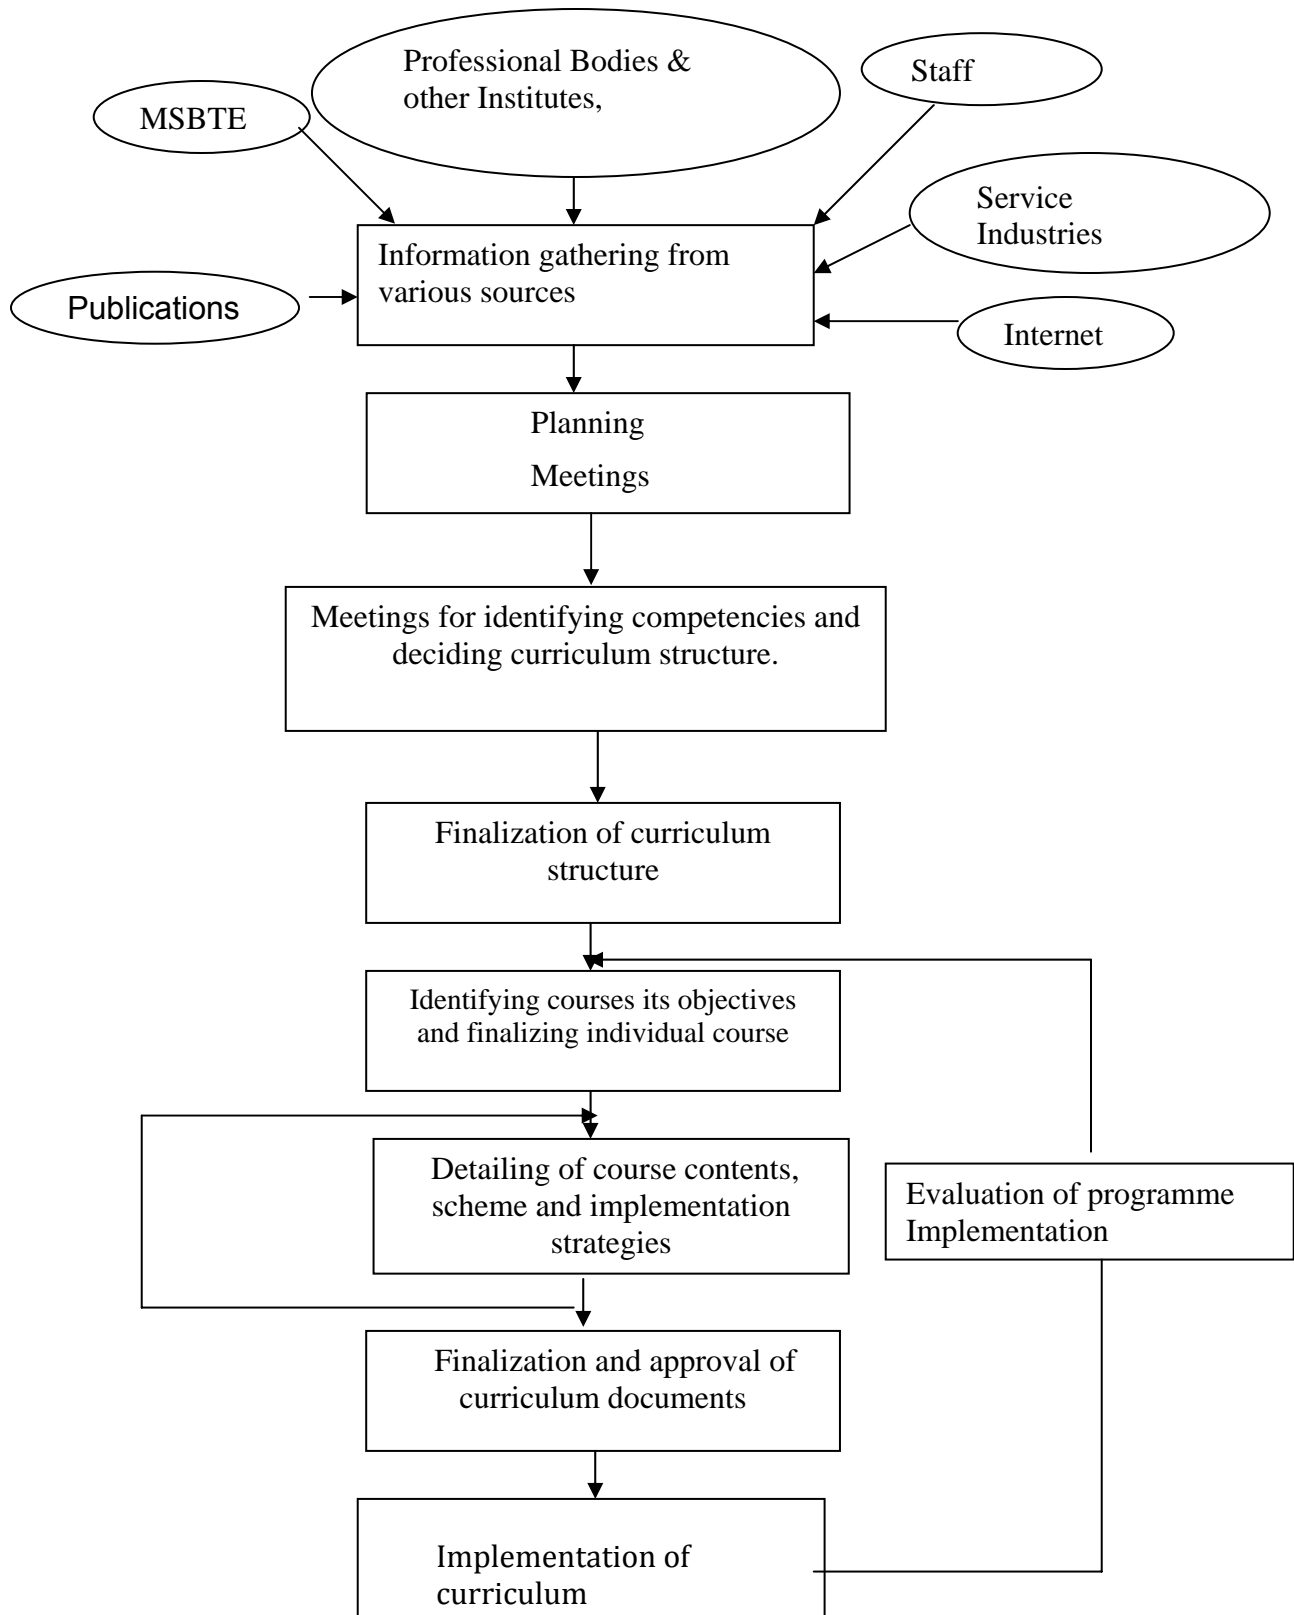 Professional Bodies &
other Institutes,
Staff
MSBTE
Service
Industries
Information gathering from
various sources
Publications
Internet
Planning
Meetings
Meetings for identifying competencies and
deciding curriculum structure.
Finalization of curriculum
structure
Identifying courses its objectives
and finalizing individual course
Detailing of course contents,
scheme and implementation
strategies
Evaluation of programme
Implementation
Finalization and approval of
curriculum documents
Implementation of
curriculum